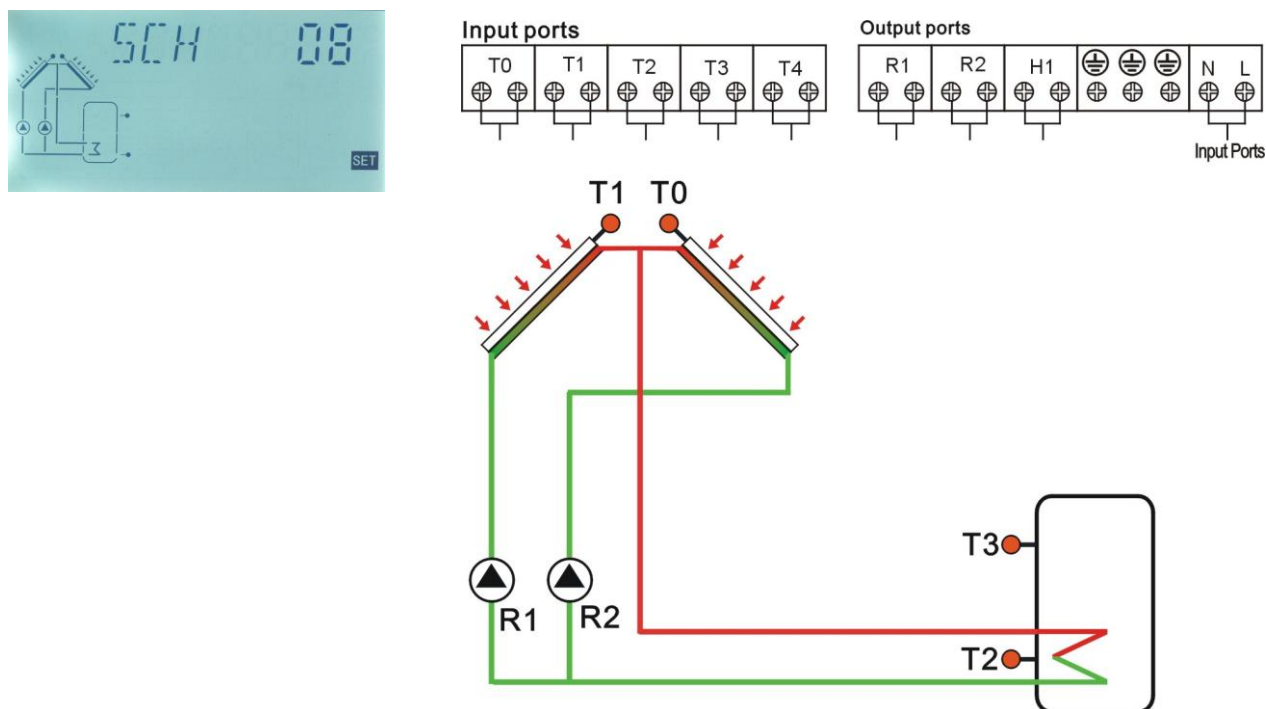 SCH 08
SET
Input ports
T0 T1 T2 T3 T4
Output ports
R1 R2 H1 N L
Input Ports
T1 T0
T3
R1 R2
T2